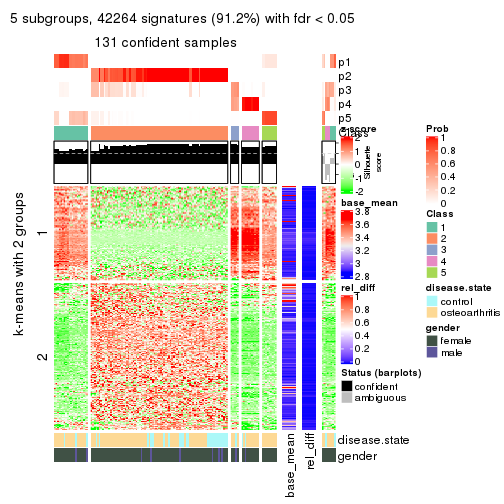 5 subgroups, 42264 signatures (91.2%) with fdr < 0.05
131 confident samples
p1
p2
p3
p4
p5
Class
k-means with 2 groups
1
2
disease.state
gender
base_mean
rel_diff
z-score
2
1
0
-1
-2
Silhouette
score
base_mean
3.8
3.6
3.4
3.2
3
2.8
rel_diff
1
0.8
0.6
0.4
0.2
0
Status (barplots)
confident
ambiguous
Prob
1
0.8
0.6
0.4
0.2
0
Class
1
2
3
4
5
disease.state
control
osteoarthritis
gender
female
male